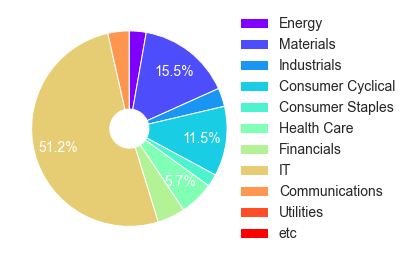 Energy
Materials
Industrials
Consumer Cyclical
Consumer Staples
Health Care
Financials
IT
Communications
Utilities
etc
15.5%
11.5%
5.7%
51.2%